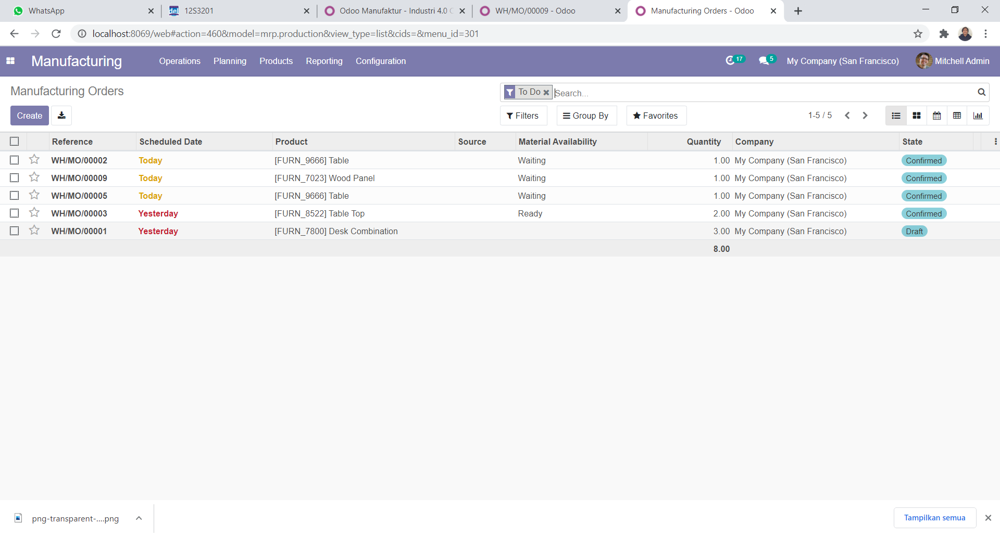 WhatsApp
12S3201
Odoo Manufaktur - Industri 4.0
WH/MO/00009 - Odoo
Manufacturing Orders - Odoo
localhost:8069/web#action=460&model=mrp.production&view_type=list&cids=&menu_id=301
Manufacturing Operations Planning Products Reporting Configuration 17 5 My Company (San Francisco) Mitchell Admin
Manufacturing Orders
To Do Search...
Create Filters Group By Favorites 1-5 / 5
Reference Scheduled Date Product Source Material Availability Quantity Company State
WH/MO/00002 Today [FURN_9666] Table Waiting 1.00 My Company (San Francisco) Confirmed
WH/MO/00009 Today [FURN_7023] Wood Panel Waiting 1.00 My Company (San Francisco) Confirmed
WH/MO/00005 Today [FURN_9666] Table Waiting 1.00 My Company (San Francisco) Confirmed
WH/MO/00003 Yesterday [FURN_8522] Table Top Ready 2.00 My Company (San Francisco) Confirmed
WH/MO/00001 Yesterday [FURN_7800] Desk Combination 3.00 My Company (San Francisco) Draft
8.00
png-transparent-....png
Tampilkan semua